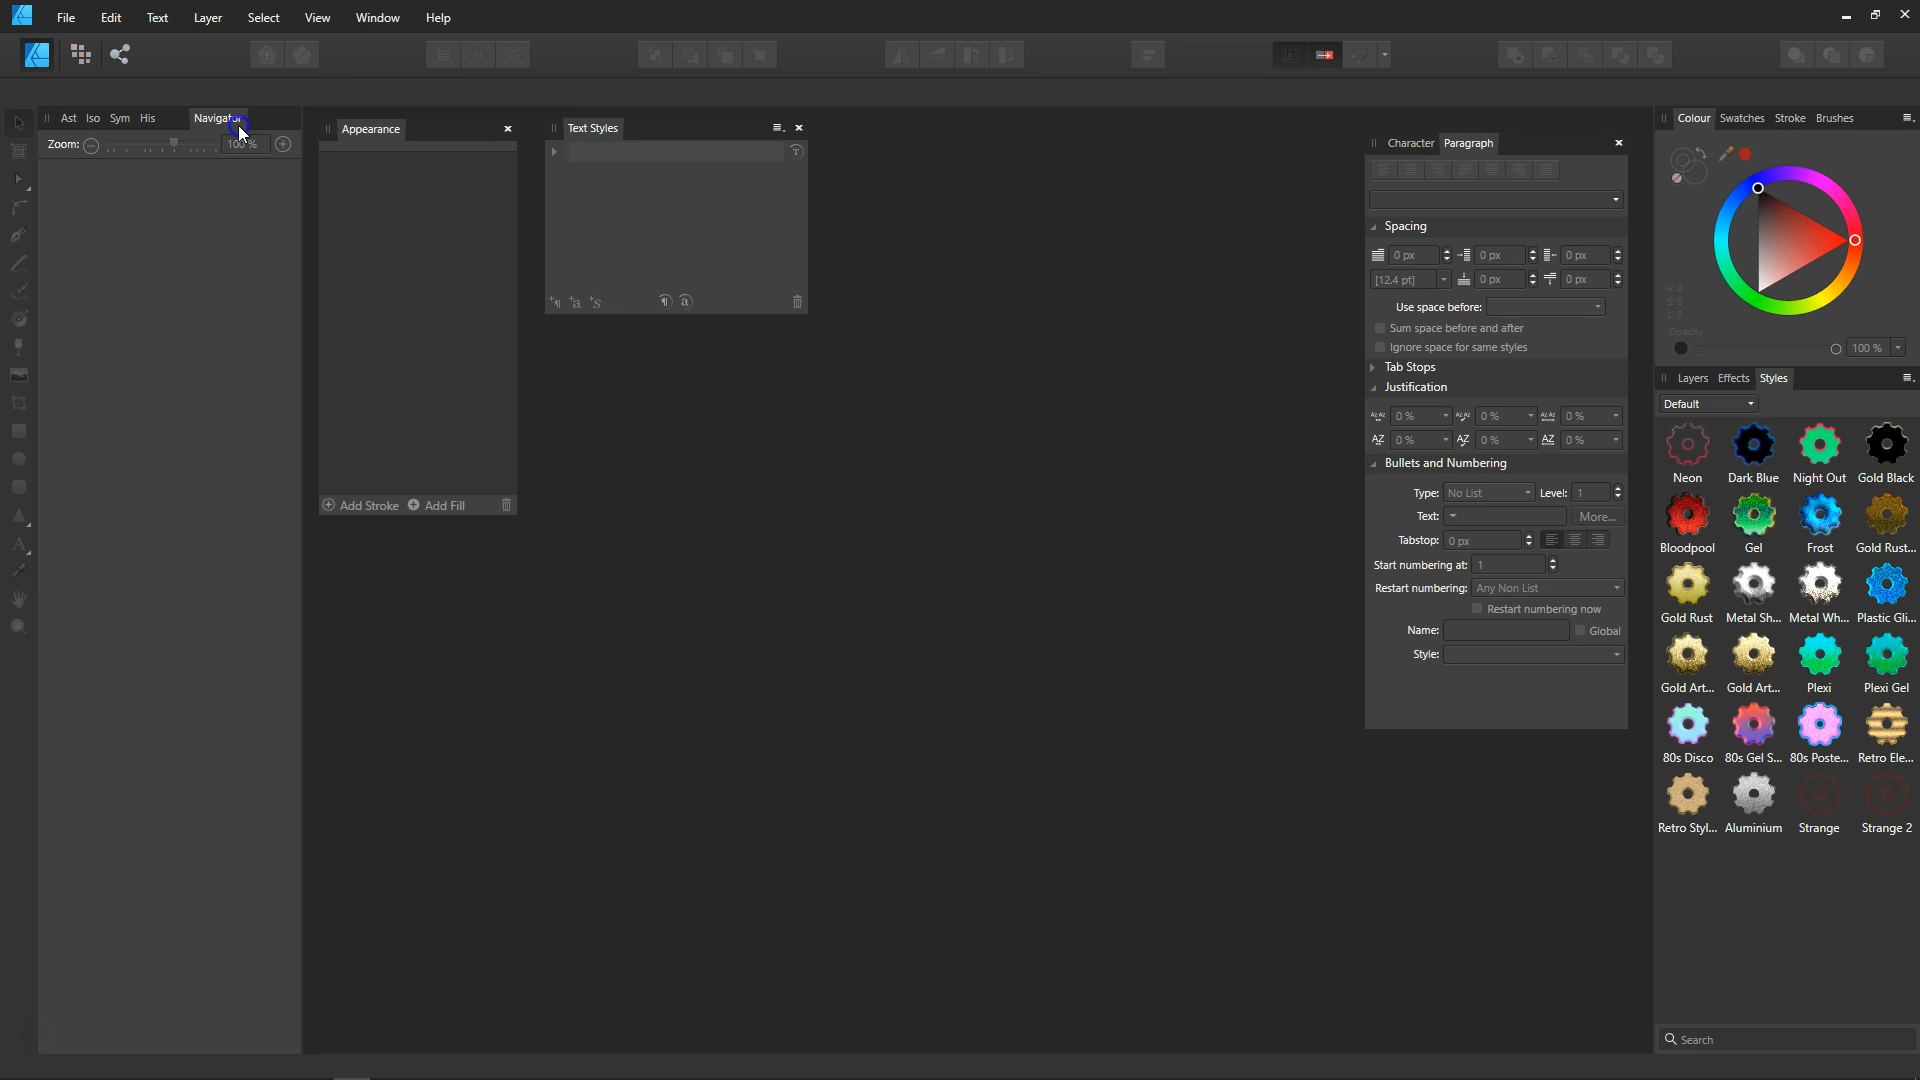 File Edit Text Layer Select View Window Help
Ast Iso Sym His Navigator
Zoom: 100 %
Appearance
Add Stroke Add Fill
Text Styles
Character Paragraph
Spacing
0 px 0 px 0 px
[12.4 pt] 0 px 0 px
Use space before:
Sum space before and after
Ignore space for same styles
Tab Stops
Justification
0 % 0 % 0 %
0 % 0 % 0 %
Bullets and Numbering
Type: No List Level: 1
Text: More...
Tabstop: 0 px
Start numbering at: 1
Restart numbering: Any Non List
Restart numbering now
Name: Global
Style:
Colour Swatches Stroke Brushes
H: 0
S: 0
L: 0
Opacity
100 %
Layers Effects Styles
Default
Neon Dark Blue Night Out Gold Black
Bloodpool Gel Frost Gold Rust...
Gold Rust Metal Sh... Metal Wh... Plastic Gli...
Gold Art... Gold Art... Plexi Plexi Gel
80s Disco 80s Gel S... 80s Poste... Retro Ele...
Retro Styl... Aluminium Strange Strange 2
Search